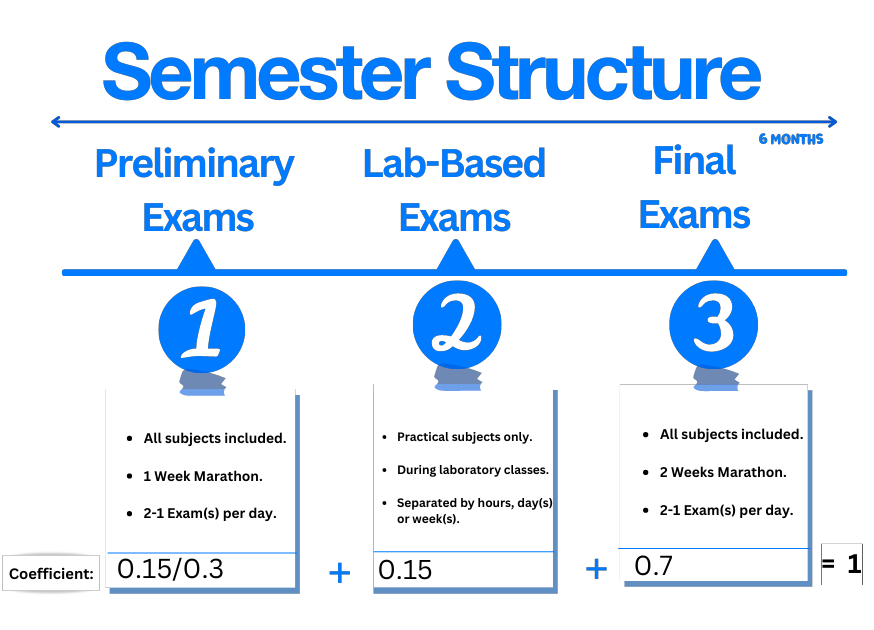 Semester Structure
6 MONTHS
Preliminary
Exams
Lab-Based
Exams
Final
Exams
1
2
3
• All subjects included.
• 1 Week Marathon.
• 2-1 Exam(s) per day.
• Practical subjects only.
• During laboratory classes.
• Separated by hours, day(s)
or week(s).
• All subjects included.
• 2 Weeks Marathon.
• 2-1 Exam(s) per day.
Coefficient: 0.15/0.3 + 0.15 + 0.7 = 1